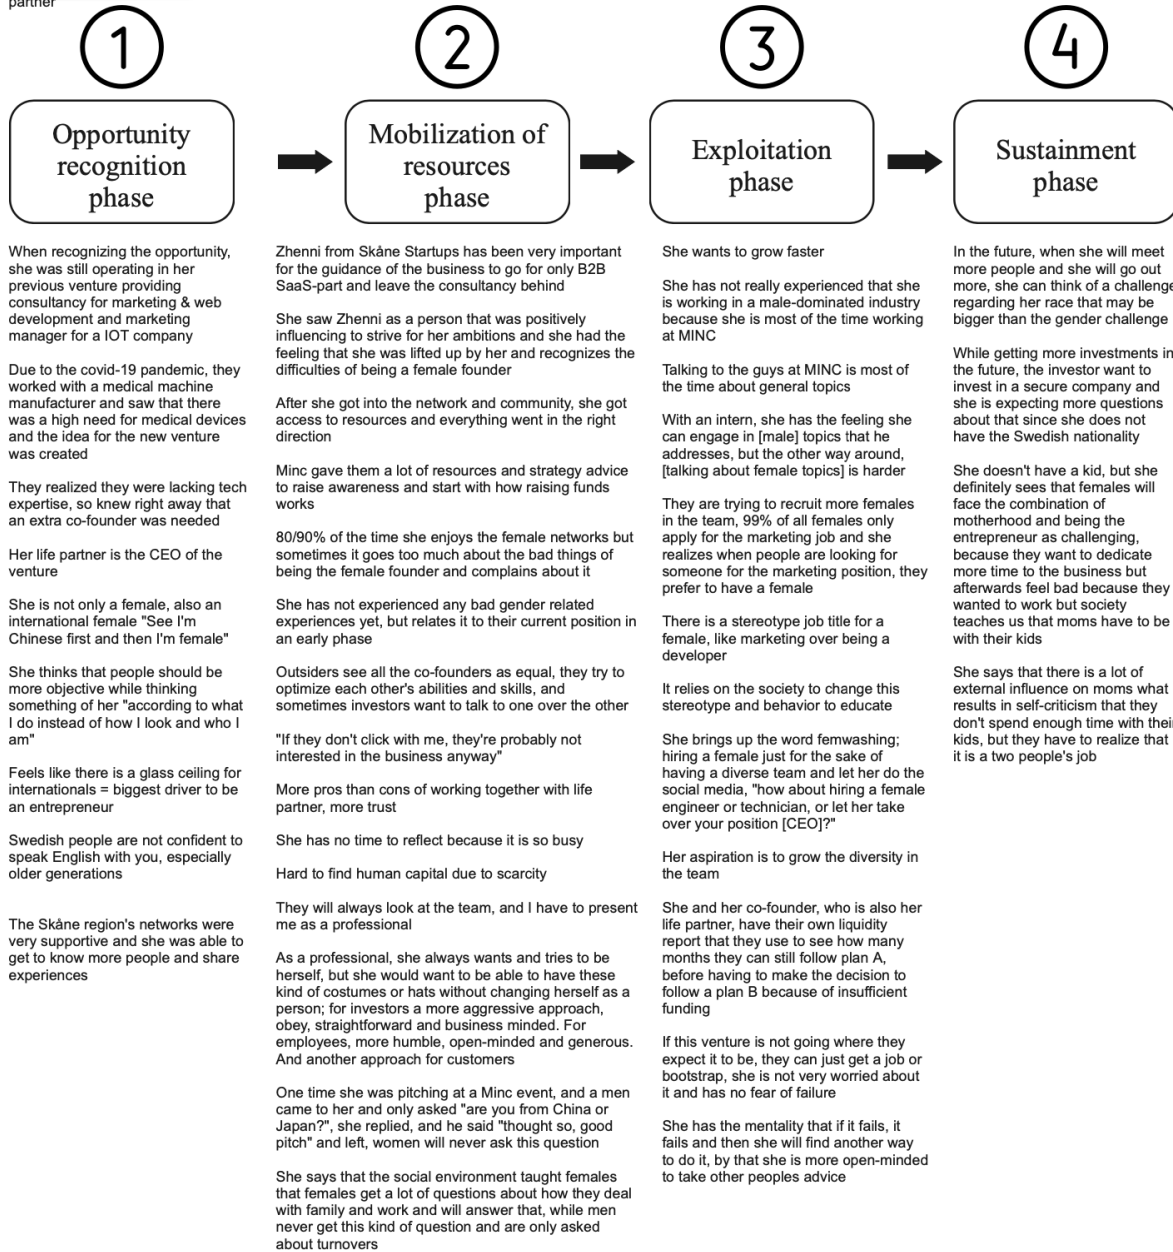 partner
1
2
3
4
Opportunity
recognition
phase
Mobilization of
resources
phase
Exploitation
phase
Sustainment
phase
When recognizing the opportunity,
she was still operating in her
previous venture providing
consultancy for marketing & web
development and marketing
manager for a IOT company
Due to the covid-19 pandemic, they
worked with a medical machine
manufacturer and saw that there
was a high need for medical devices
and the idea for the new venture
was created
They realized they were lacking tech
expertise, so knew right away that
an extra co-founder was needed
Her life partner is the CEO of the
venture
She is not only a female, also an
international female "See I'm
Chinese first and then I'm female"
She thinks that people should be
more objective while thinking
something of her "according to what
I do instead of how I look and who I
am"
Feels like there is a glass ceiling for
internationals = biggest driver to be
an entrepreneur
Swedish people are not confident to
speak English with you, especially
older generations
The Skåne region's networks were
very supportive and she was able to
get to know more people and share
experiences
Zhenni from Skåne Startups has been very important
for the guidance of the business to go for only B2B
SaaS-part and leave the consultancy behind
She saw Zhenni as a person that was positively
influencing to strive for her ambitions and she had the
feeling that she was lifted up by her and recognizes the
difficulties of being a female founder
After she got into the network and community, she got
access to resources and everything went in the right
direction
Minc gave them a lot of resources and strategy advice
to raise awareness and start with how raising funds
works
80/90% of the time she enjoys the female networks but
sometimes it goes too much about the bad things of
being the female founder and complains about it
She has not experienced any bad gender related
experiences yet, but relates it to their current position in
an early phase
Outsiders see all the co-founders as equal, they try to
optimize each other's abilities and skills, and
sometimes investors want to talk to one over the other
"If they don't click with me, they're probably not
interested in the business anyway"
More pros than cons of working together with life
partner, more trust
She has no time to reflect because it is so busy
Hard to find human capital due to scarcity
They will always look at the team, and I have to present
me as a professional
As a professional, she always wants and tries to be
herself, but she would want to be able to have these
kind of costumes or hats without changing herself as a
person; for investors a more aggressive approach,
obey, straightforward and business minded. For
employees, more humble, open-minded and generous.
And another approach for customers
One time she was pitching at a Minc event, and a men
came to her and only asked "are you from China or
Japan?", she replied, and he said "thought so, good
pitch" and left, women will never ask this question
She says that the social environment taught females
that females get a lot of questions about how they deal
with family and work and will answer that, while men
never get this kind of question and are only asked
about turnovers
She wants to grow faster
She has not really experienced that she
is working in a male-dominated industry
because she is most of the time working
at MINC
Talking to the guys at MINC is most of
the time about general topics
With an intern, she has the feeling she
can engage in [male] topics that he
addresses, but the other way around,
[talking about female topics] is harder
They are trying to recruit more females
in the team, 99% of all females only
apply for the marketing job and she
realizes when people are looking for
someone for the marketing position, they
prefer to have a female
There is a stereotype job title for a
female, like marketing over being a
developer
It relies on the society to change this
stereotype and behavior to educate
She brings up the word femwashing;
hiring a female just for the sake of
having a diverse team and let her do the
social media, "how about hiring a female
engineer or technician, or let her take
over your position [CEO]?"
Her aspiration is to grow the diversity in
the team
She and her co-founder, who is also her
life partner, have their own liquidity
report that they use to see how many
months they can still follow plan A,
before having to make the decision to
follow a plan B because of insufficient
funding
If this venture is not going where they
expect it to be, they can just get a job or
bootstrap, she is not very worried about
it and has no fear of failure
She has the mentality that if it fails, it
fails and then she will find another way
to do it, by that she is more open-minded
to take other peoples advice
In the future, when she will meet
more people and she will go out
more, she can think of a challenge
regarding her race that may be
bigger than the gender challenge
While getting more investments in
the future, the investor want to
invest in a secure company and
she is expecting more questions
about that since she does not
have the Swedish nationality
She doesn't have a kid, but she
definitely sees that females will
face the combination of
motherhood and being the
entrepreneur as challenging,
because they want to dedicate
more time to the business but
afterwards feel bad because they
wanted to work but society
teaches us that moms have to be
with their kids
She says that there is a lot of
external influence on moms what
results in self-criticism that they
don't spend enough time with their
kids, but they have to realize that
it is a two people's job